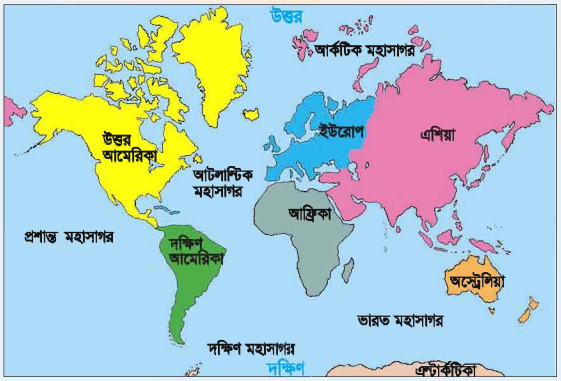 উত্তর
আর্কটিক মহাসাগর
উত্তর
আমেরিকা
ইউরোপ
এশিয়া
আটলান্টিক
মহাসাগর
আফ্রিকা
প্রশান্ত মহাসাগর
দক্ষিণ
আমেরিকা
অস্ট্রেলিয়া
ভারত মহাসাগর
দক্ষিণ মহাসাগর
দক্ষিণ
এন্টার্কটিকা